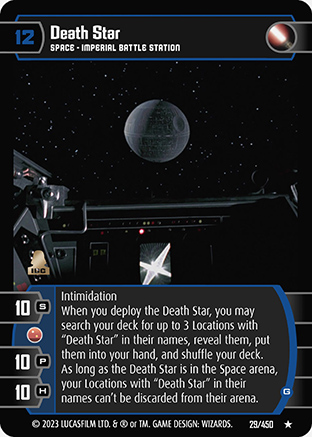 12
Death Star
SPACE - IMPERIAL BATTLE STATION
10 S
10 P
10 H
Intimidation
When you deploy the Death Star, you may
search your deck for up to 3 Locations with
“Death Star” in their names, reveal them, put
them into your hand, and shuffle your deck.
As long as the Death Star is in the Space arena,
your Locations with “Death Star” in their
names can’t be discarded from their arena.
G
© 2023 LUCASFILM LTD. & ® or TM. GAME DESIGN: WIZARDS. 29/450 ★